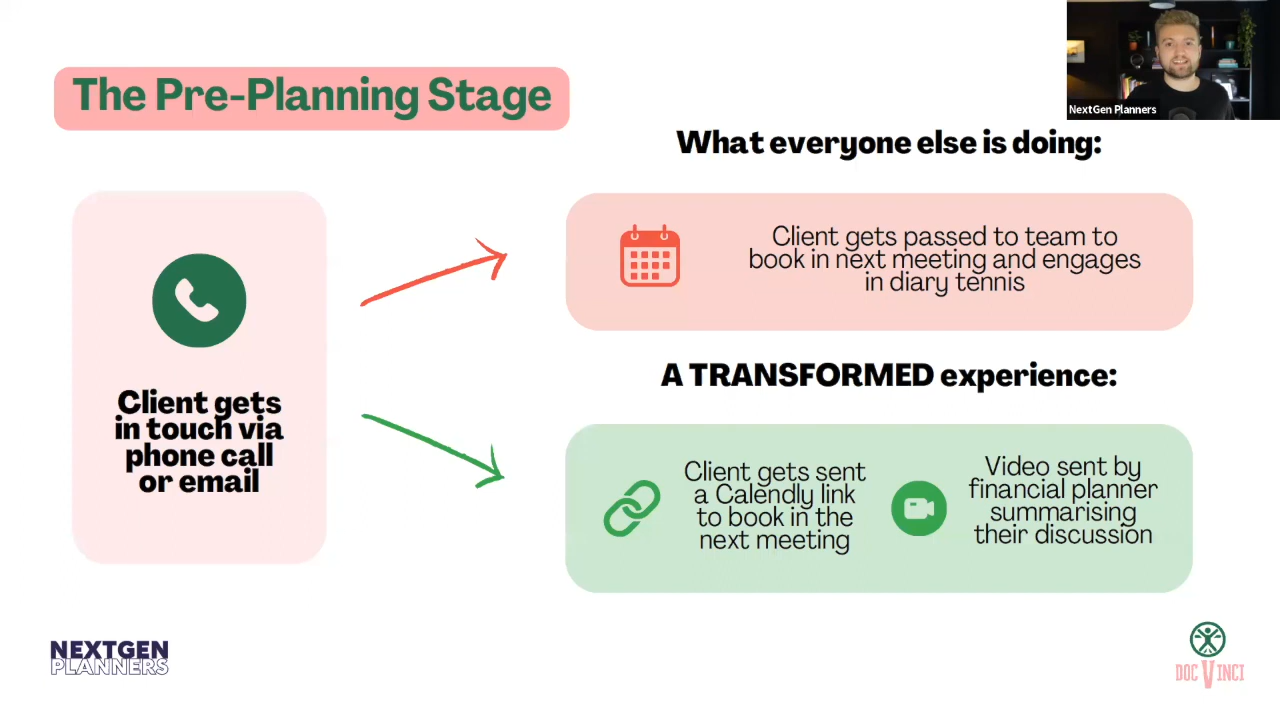 The Pre-Planning Stage
NextGen Planners
What everyone else is doing:
Client gets passed to team to
book in next meeting and engages
in diary tennis
Client gets
in touch via
phone call
or email
A TRANSFORMED experience:
Client gets sent
a Calendly link
to book in the
next meeting
Video sent by
financial planner
summarising
their discussion
NEXTGEN
PLANNERS
DOC VINCI